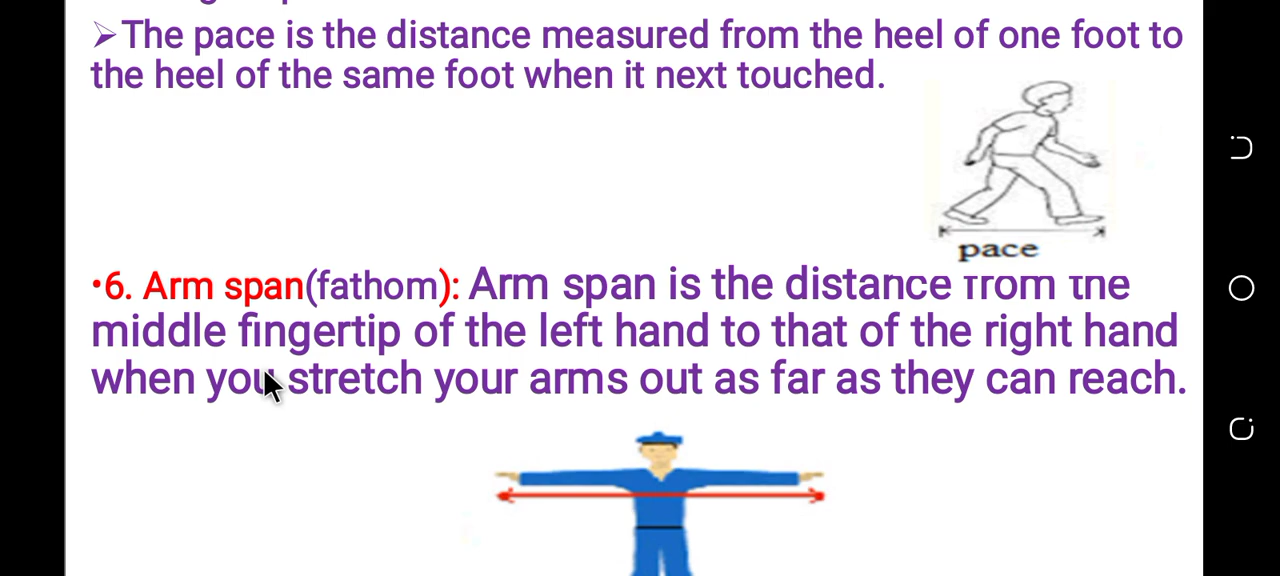 ➢The pace is the distance measured from the heel of one foot to
the heel of the same foot when it next touched.
pace
•6. Arm span(fathom): Arm span is the distance from the
middle fingertip of the left hand to that of the right hand
when you stretch your arms out as far as they can reach.